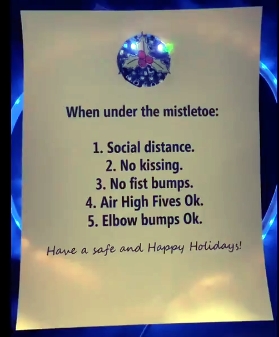 When under the mistletoe:
1. Social distance.
2. No kissing.
3. No fist bumps.
4. Air High Fives Ok.
5. Elbow bumps Ok.
Have a safe and Happy Holidays!